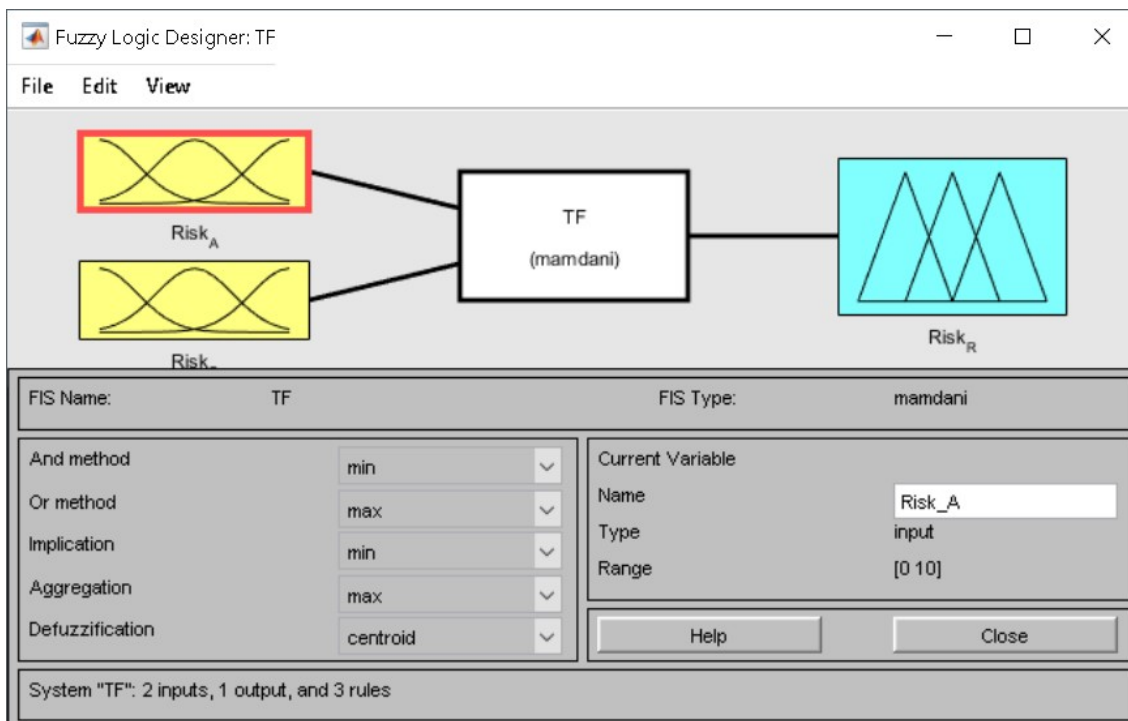 Fuzzy Logic Designer: TF
File Edit View
Risk_A
TF
(mamdani)
Risk_R
Risk
FIS Name: TF FIS Type: mamdani
And method min
Or method max
Implication min
Aggregation max
Defuzzification centroid
Current Variable
Name Risk_A
Type input
Range [0 10]
Help Close
System "TF": 2 inputs, 1 output, and 3 rules